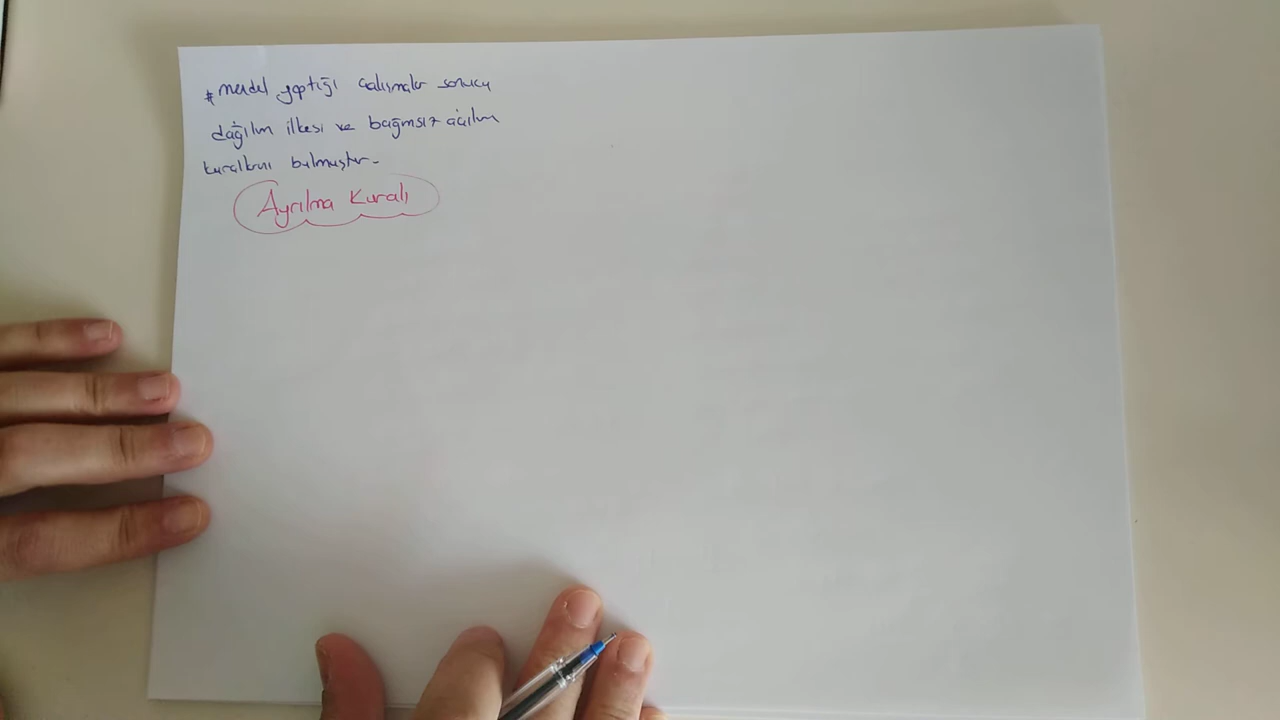 # mendel yaptığı çalışmalar sonucu
dağılım ilkesi ve bağımsız açılım
kurallarını bulmuştur.
Ayrılma Kuralı